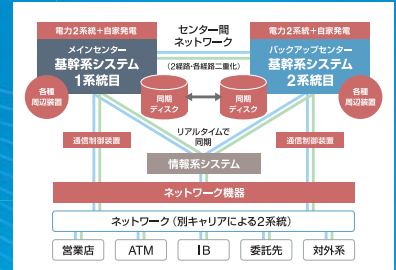 電力2系統＋自家発電
センター間
ネットワーク
電力2系統＋自家発電
メインセンター
基幹系システム
1系統目
(2経路・各経路二重化)
バックアップセンター
基幹系システム
2系統目
各種
周辺装置
同期
ディスク
同期
ディスク
各種
周辺装置
リアルタイムで
同期
通信制御装置
通信制御装置
情報系システム
ネットワーク機器
ネットワーク（別キャリアによる2系統）
営業店
ATM
IB
委託先
対外系